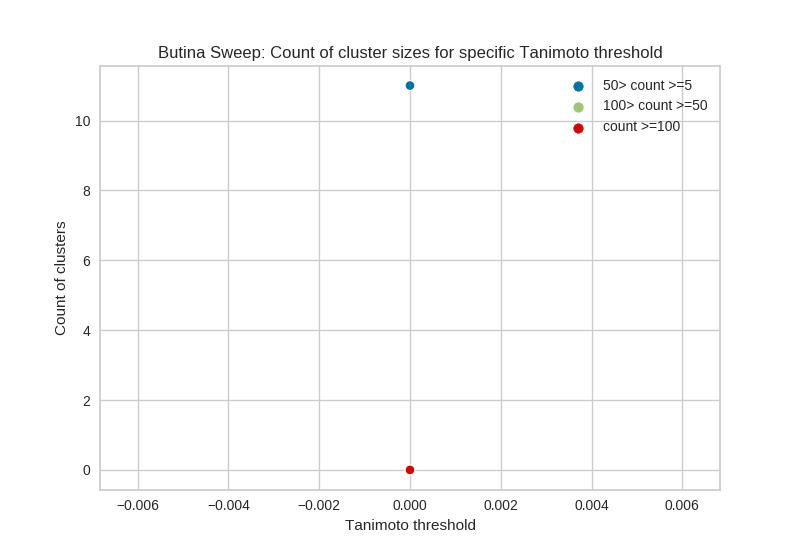 Butina Sweep: Count of cluster sizes for specific Tanimoto threshold
50> count >=5
100> count >=50
count >=100
Count of clusters
10
8
6
4
2
0
−0.006
−0.004
−0.002
0.000
0.002
0.004
0.006
Tanimoto threshold